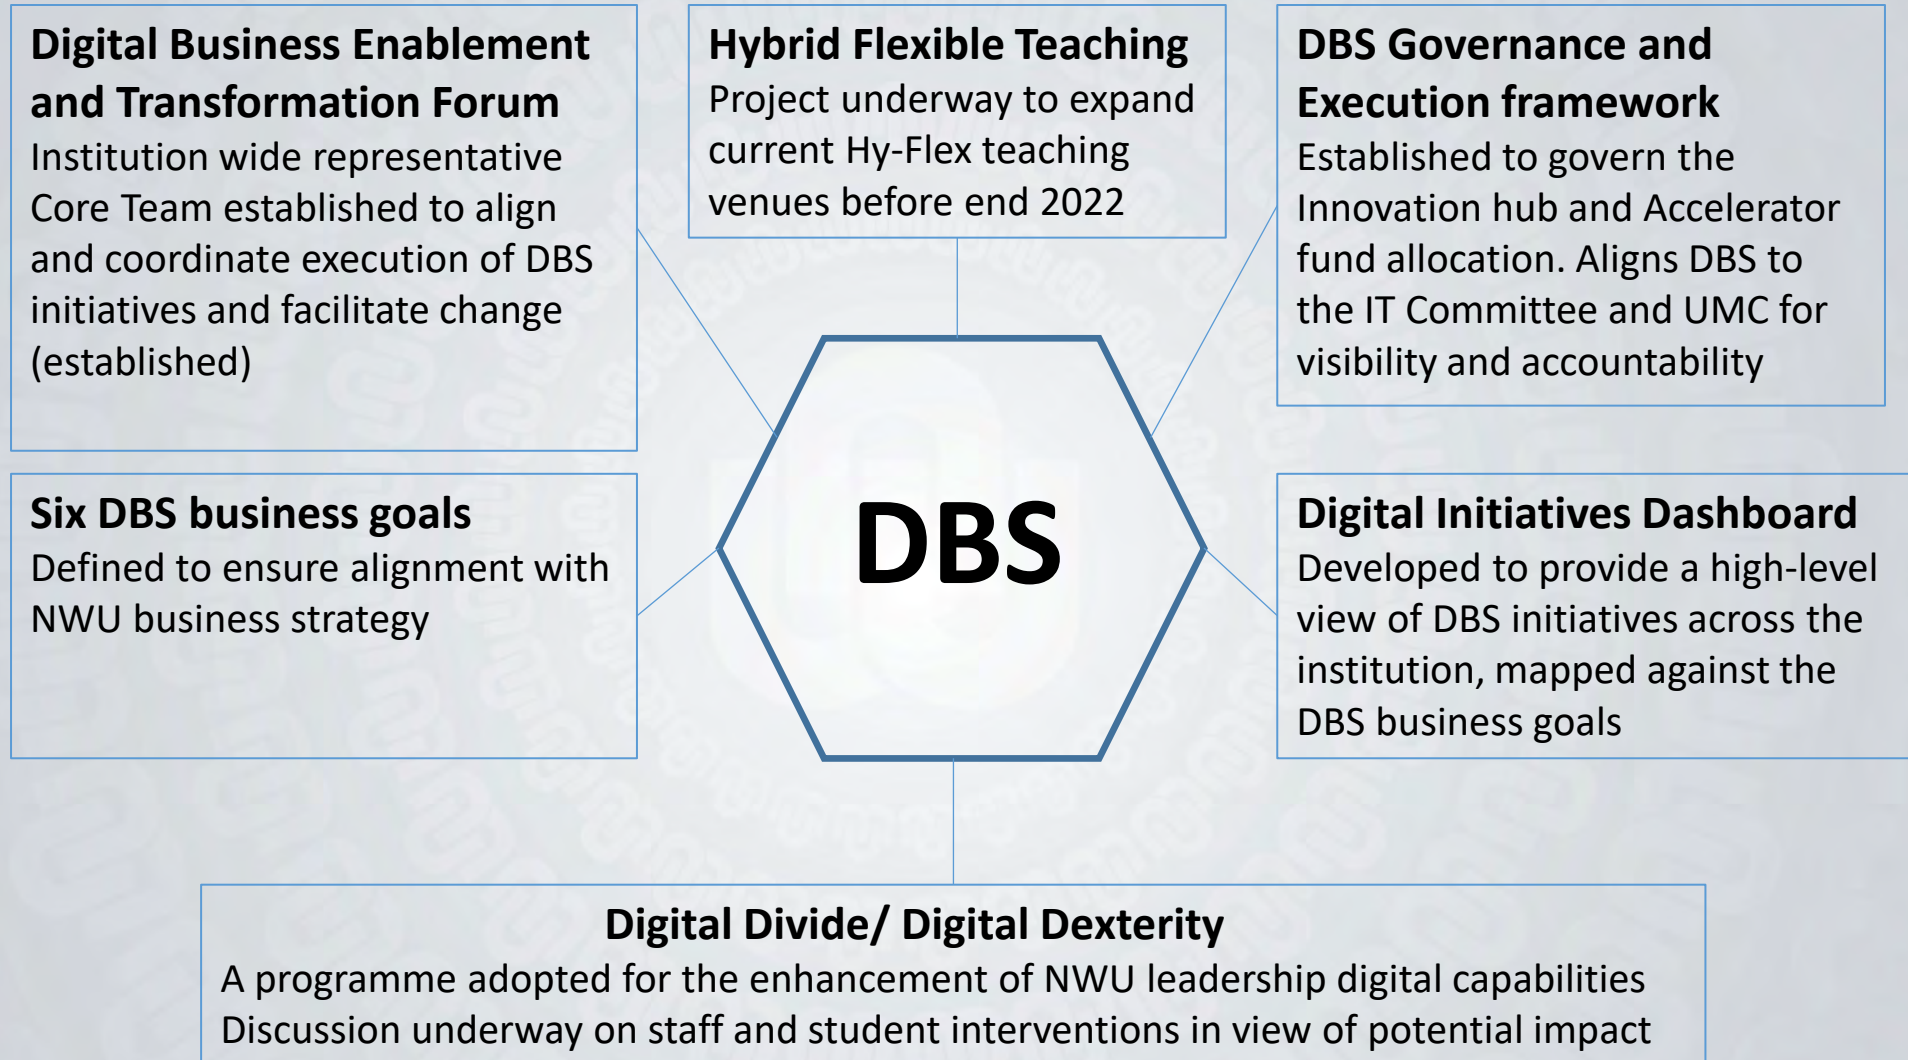 Digital Business Enablement
and Transformation Forum
Institution wide representative
Core Team established to align
and coordinate execution of DBS
initiatives and facilitate change
(established)
Hybrid Flexible Teaching
Project underway to expand
current Hy-Flex teaching
venues before end 2022
DBS Governance and
Execution framework
Established to govern the
Innovation hub and Accelerator
fund allocation. Aligns DBS to
the IT Committee and UMC for
visibility and accountability
Six DBS business goals
Defined to ensure alignment with
NWU business strategy
DBS
Digital Initiatives Dashboard
Developed to provide a high-level
view of DBS initiatives across the
institution, mapped against the
DBS business goals
Digital Divide/ Digital Dexterity
A programme adopted for the enhancement of NWU leadership digital capabilities
Discussion underway on staff and student interventions in view of potential impact